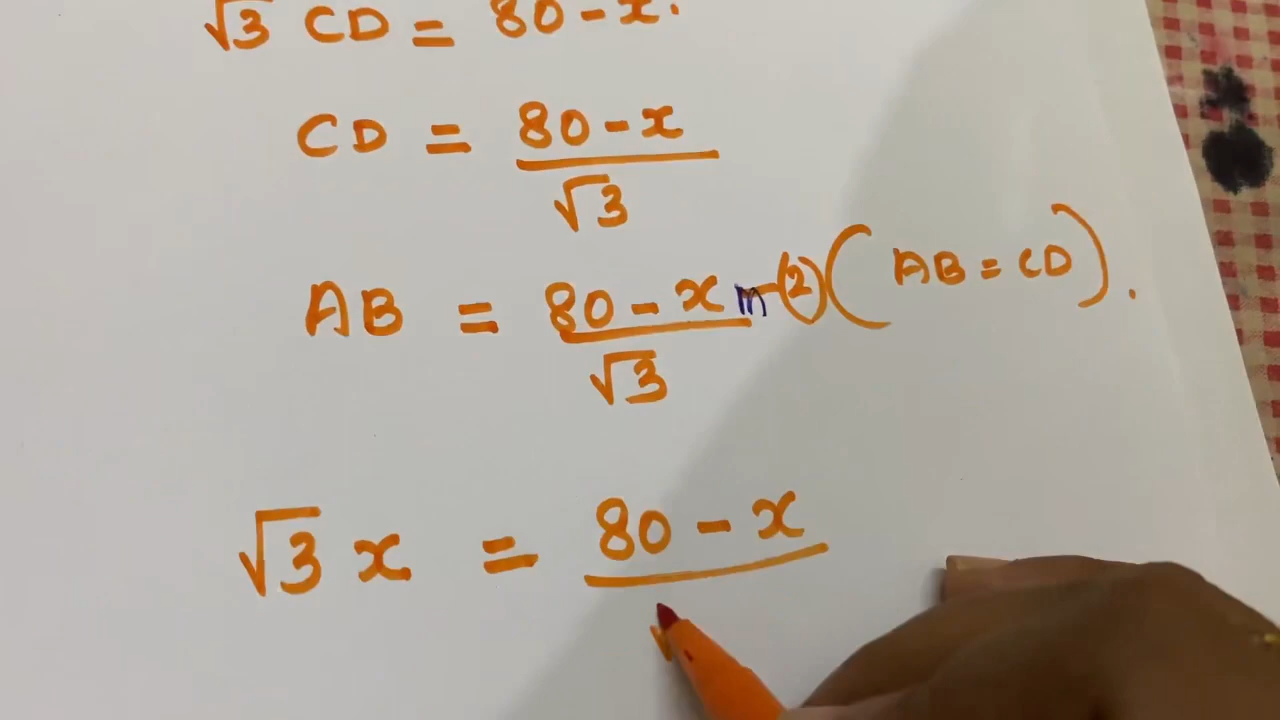 √3 CD = 80 - x.
CD = 80 - x / √3
AB = 80 - x m - (2) ( AB = CD ). / √3
√3 x = 80 - x